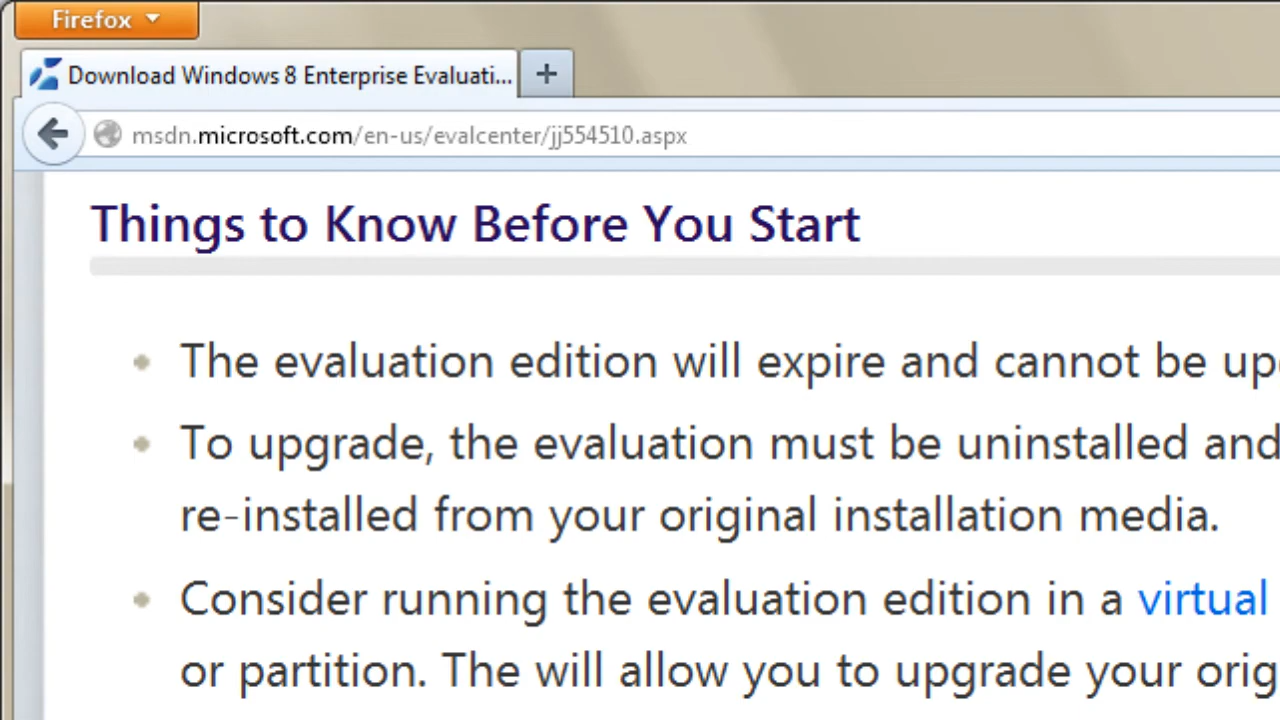 Firefox
Download Windows 8 Enterprise Evaluati...
msdn.microsoft.com/en-us/evalcenter/jj554510.aspx
Things to Know Before You Start
The evaluation edition will expire and cannot be
To upgrade, the evaluation must be uninstalled and
re-installed from your original installation media.
Consider running the evaluation edition in a virtual
or partition. The will allow you to upgrade your